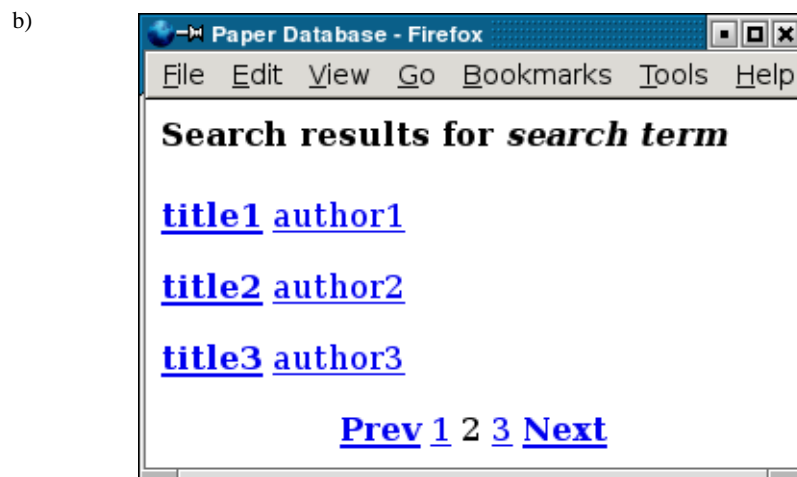 b)
Paper Database - Firefox
File Edit View Go Bookmarks Tools Help
Search results for search term
title1 author1
title2 author2
title3 author3
Prev 1 2 3 Next